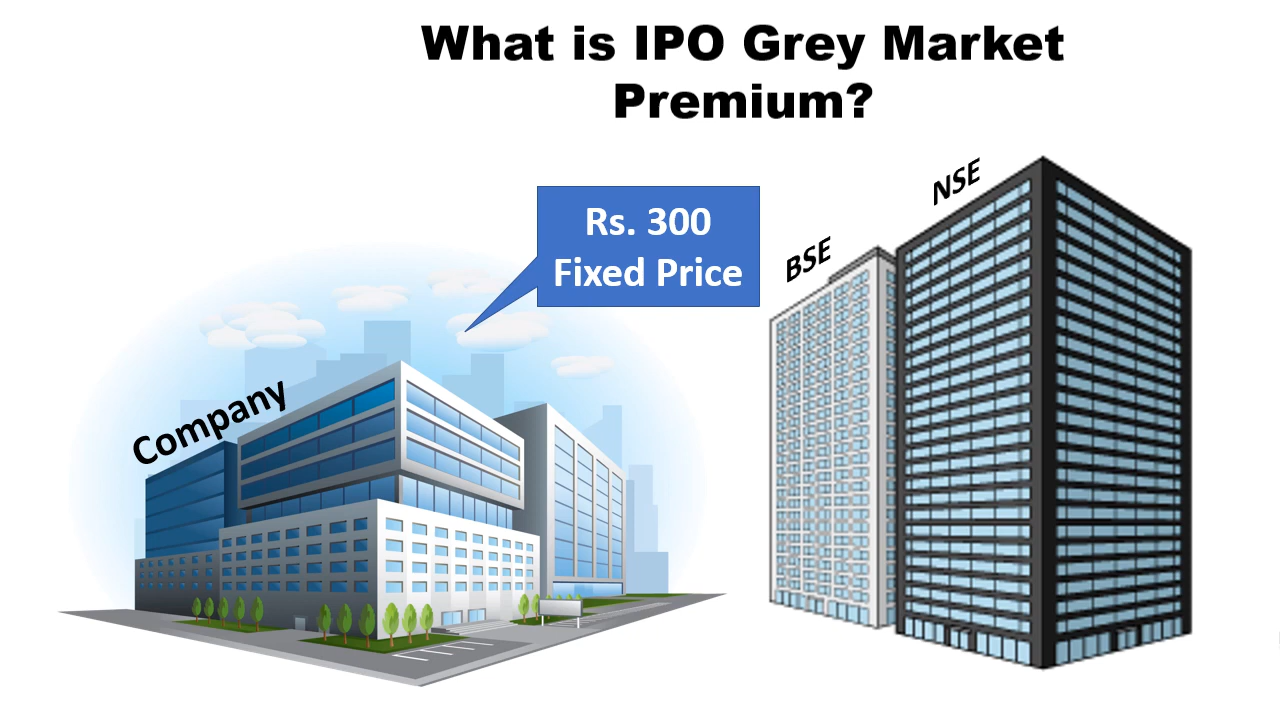 What is IPO Grey Market
Premium?
Rs. 300
Fixed Price
Company
BSE
NSE